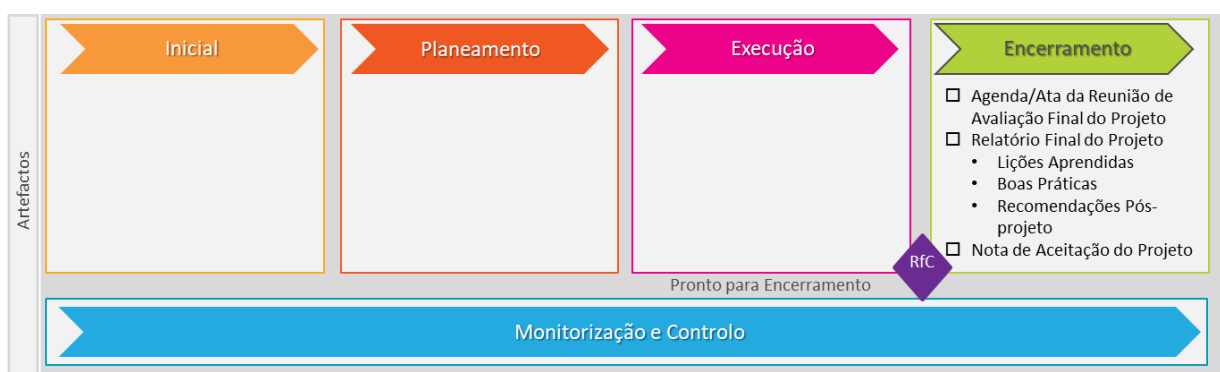 Artefactos
Inicial
Planeamento
Execução
Encerramento
Agenda/Ata da Reunião de
Avaliação Final do Projeto
Relatório Final do Projeto
• Lições Aprendidas
• Boas Práticas
• Recomendações Pós-
projeto
Nota de Aceitação do Projeto
RfC
Pronto para Encerramento
Monitorização e Controlo